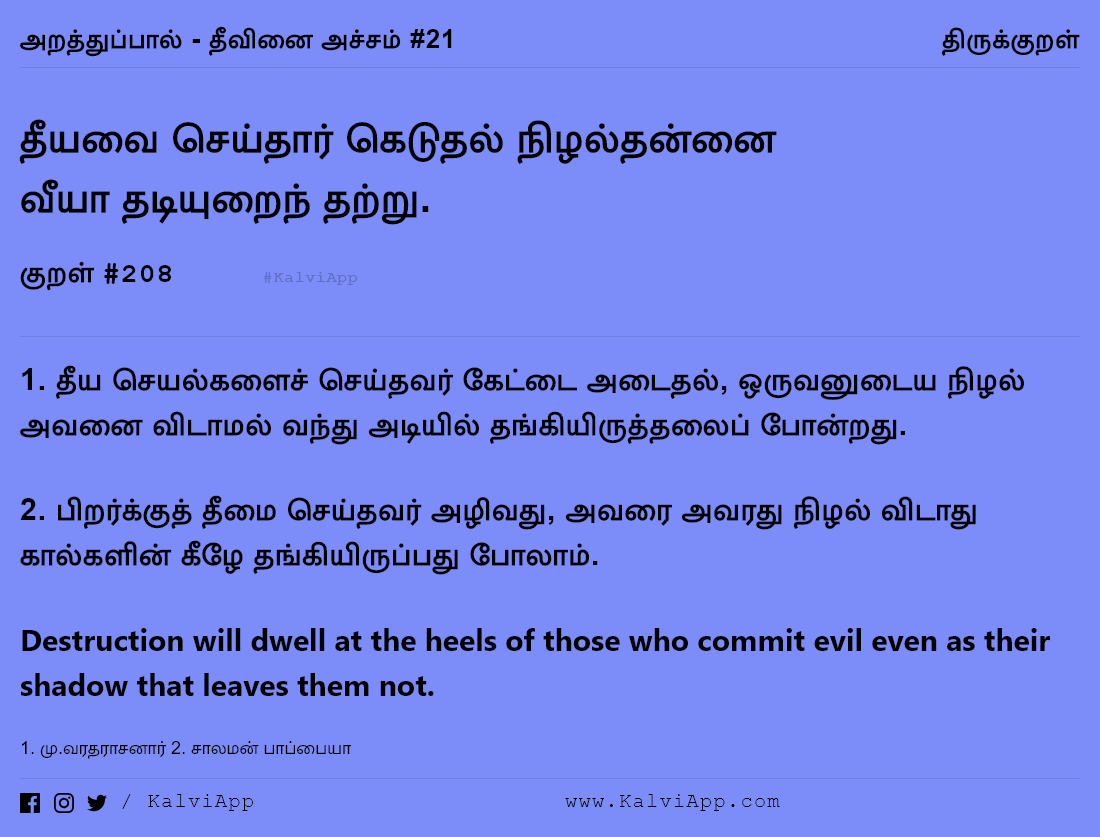 அறத்துப்பால் - தீவினை அச்சம் #21
திருக்குறள்
தீயவை செய்தார் கெடுதல் நிழல்தன்னை
வீயா தடியுறைந் தற்று.
குறள் #208
#KalviApp
1. தீய செயல்களைச் செய்தவர் கேட்டை அடைதல், ஒருவனுடைய நிழல்
அவனை விடாமல் வந்து அடியில் தங்கியிருத்தலைப் போன்றது.
2. பிறர்க்குத் தீமை செய்தவர் அழிவது, அவரை அவரது நிழல் விடாது
கால்களின் கீழே தங்கியிருப்பது போலாம்.
Destruction will dwell at the heels of those who commit evil even as their
shadow that leaves them not.
1. மு.வரதராசனார் 2. சாலமன் பாப்பையா
/ KalviApp
www.KalviApp.com